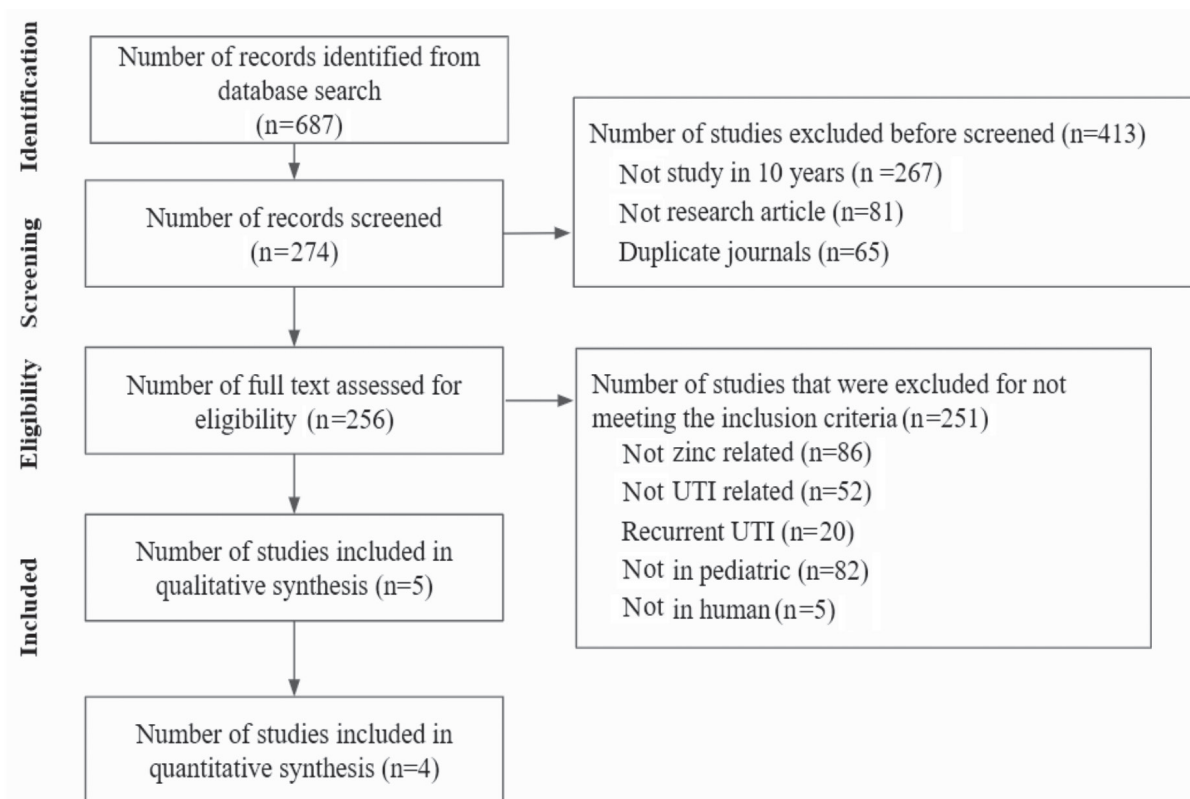 Identification
Number of records identified from
database search
(n=687)
Number of studies excluded before screened (n=413)
Not study in 10 years (n =267)
Not research article (n=81)
Duplicate journals (n=65)
Screening
Number of records screened
(n=274)
Eligibility
Number of full text assessed for
eligibility (n=256)
Number of studies that were excluded for not
meeting the inclusion criteria (n=251)
Not zinc related (n=86)
Not UTI related (n=52)
Recurrent UTI (n=20)
Not in pediatric (n=82)
Not in human (n=5)
Included
Number of studies included in
qualitative synthesis (n=5)
Number of studies included in
quantitative synthesis (n=4)